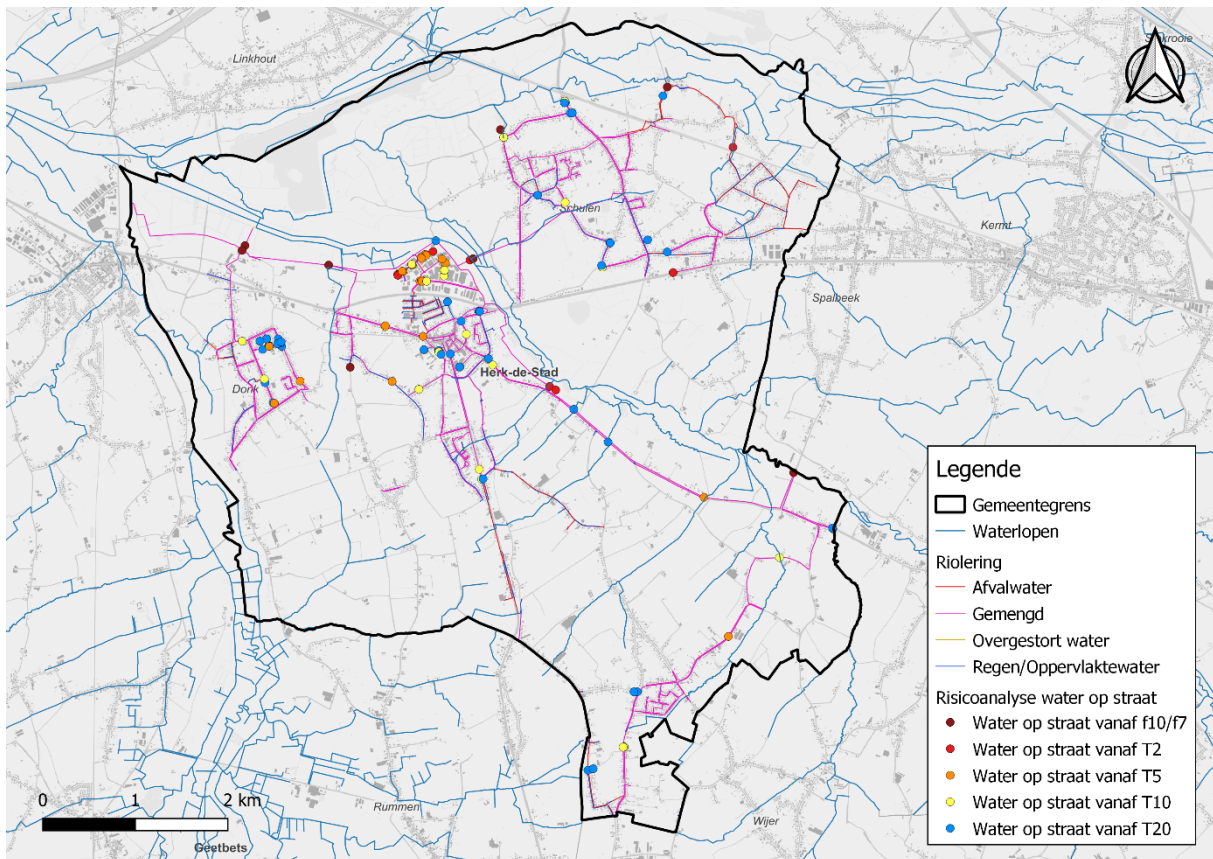 Linkhout
Schulen
Kermt
Spalbeek
Herk-de-Stad
Donk
Rummen
Geetbets
Wijer
0 1 2 km
Legende
Gemeentegrens
Waterlopen
Riolering
Afvalwater
Gemengd
Overgestort water
Regen/Oppervlaktewater
Risicoanalyse water op straat
Water op straat vanaf f10/f7
Water op straat vanaf T2
Water op straat vanaf T5
Water op straat vanaf T10
Water op straat vanaf T20